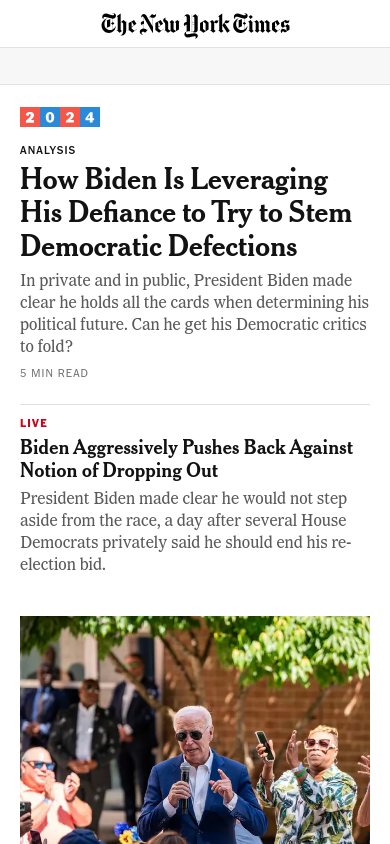 The New York Times
2024
ANALYSIS
How Biden Is Leveraging
His Defiance to Try to Stem
Democratic Defections
In private and in public, President Biden made
clear he holds all the cards when determining his
political future. Can he get his Democratic critics
to fold?
5 MIN READ
LIVE
Biden Aggressively Pushes Back Against
Notion of Dropping Out
President Biden made clear he would not step
aside from the race, a day after several House
Democrats privately said he should end his re-
election bid.